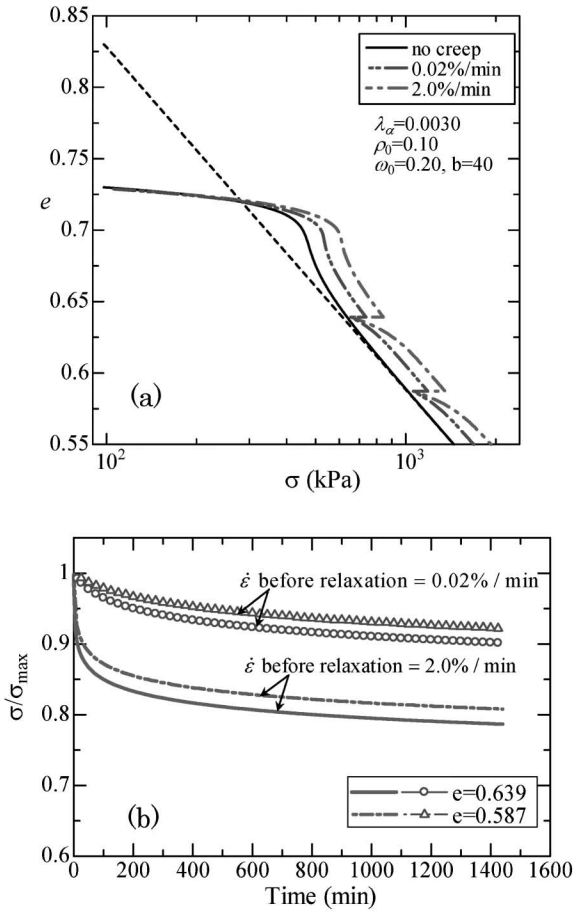 0.85
0.75
0.7
0.65
0.6
0.55
e
no creep
0.02%/min
2.0%/min
λα=0.0030
ρ0=0.10
ω0=0.20, b=40
(a)
10²
10³
σ (kPa)
1
0.9
0.8
0.7
0.6
σ/σmax
ε̇ before relaxation = 0.02% / min
ε̇ before relaxation = 2.0% / min
(b)
e=0.639
e=0.587
0 200 400 600 800 1000 1200 1400 1600
Time (min)